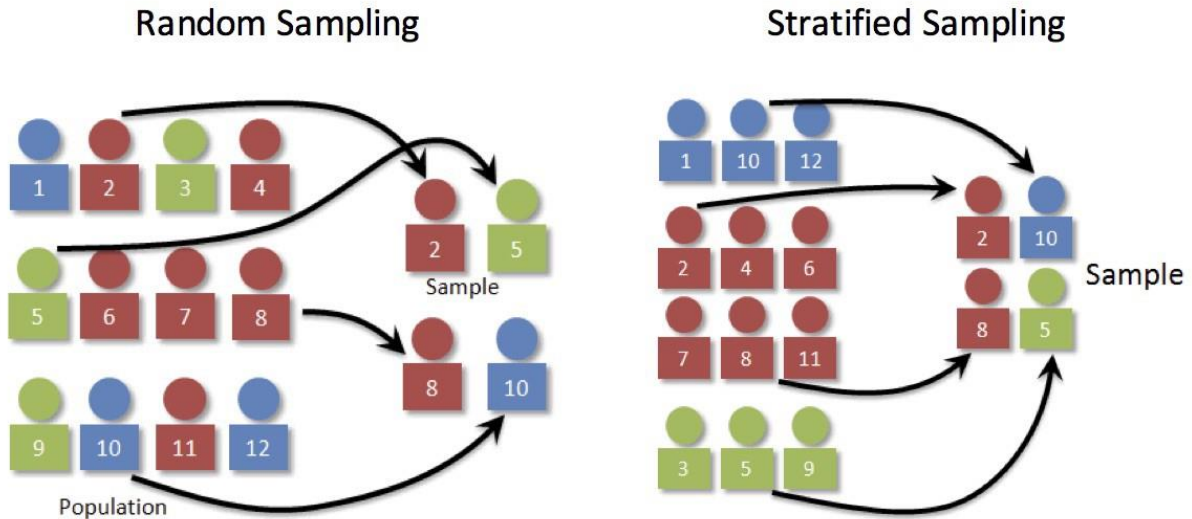 Random Sampling
1 2 3 4
2 5
Sample
5 6 7 8
8 10
9 10 11 12
Population
Stratified Sampling
1 10 12
2 4 6
2 10
Sample
7 8 11
8 5
3 5 9